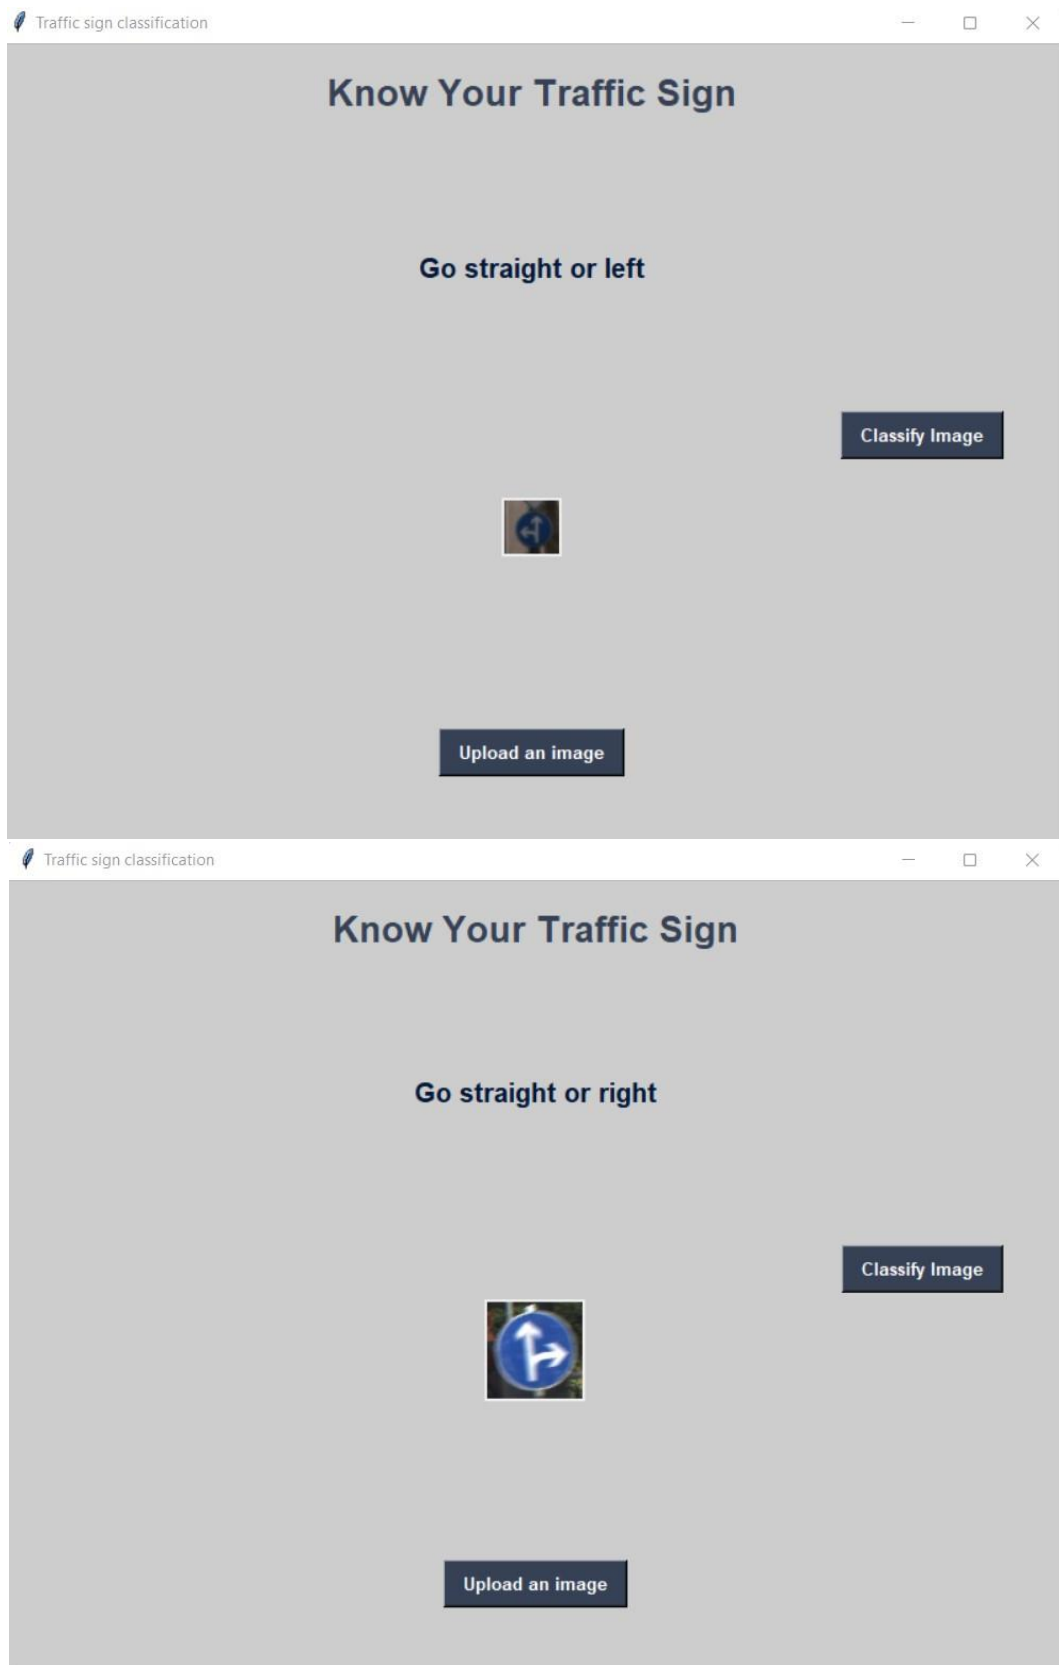 Traffic sign classification
Know Your Traffic Sign
Go straight or left
Classify Image
Upload an image
Traffic sign classification
Know Your Traffic Sign
Go straight or right
Classify Image
Upload an image